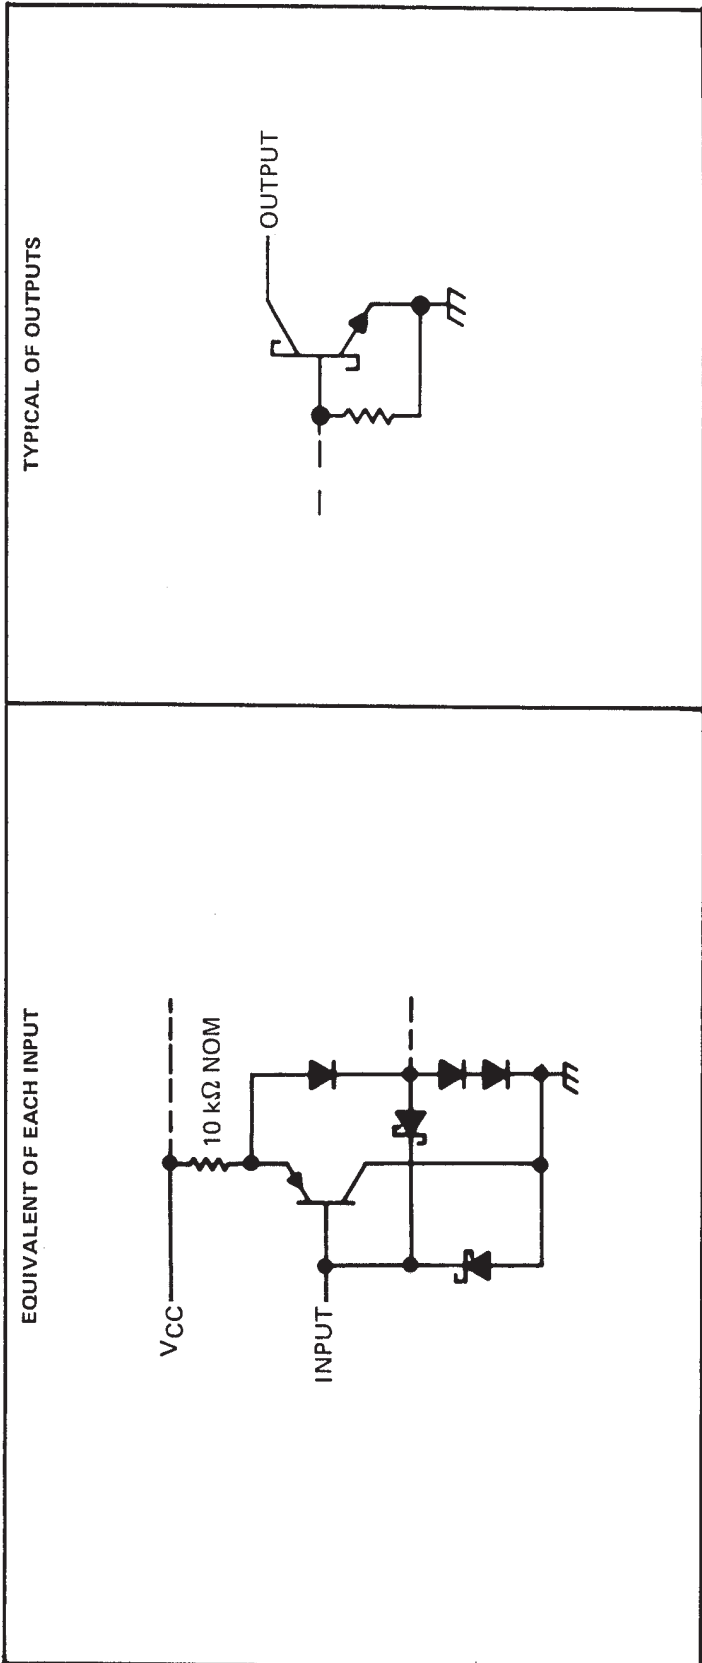 EQUIVALENT OF EACH INPUT
VCC
10 kΩ NOM
INPUT
TYPICAL OF OUTPUTS
OUTPUT